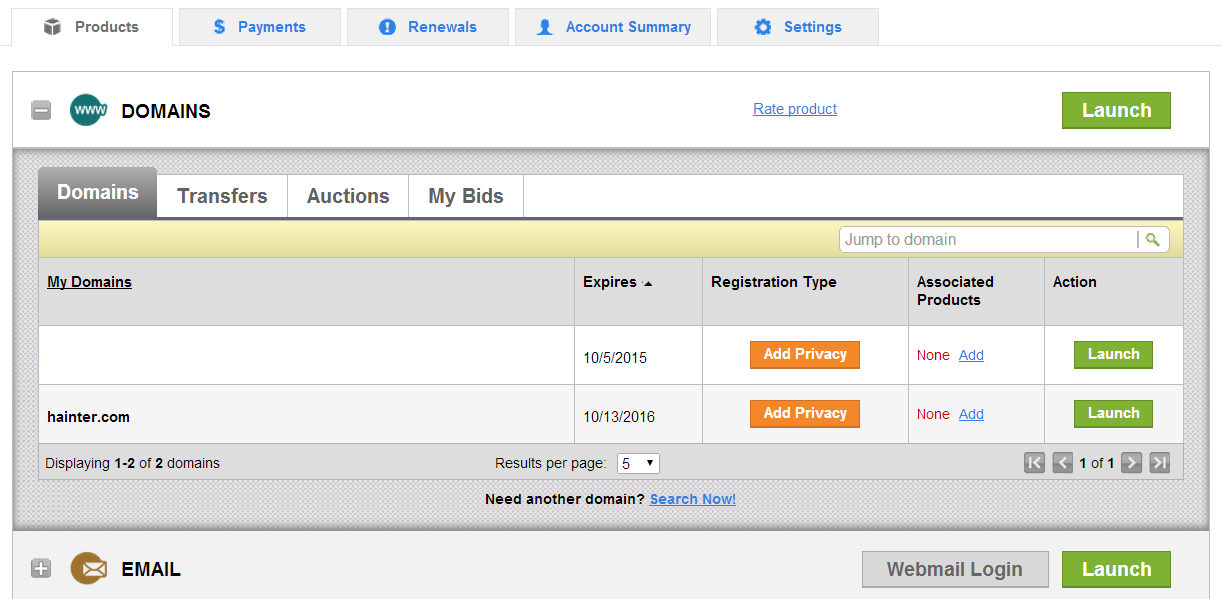 Products
$ Payments
Renewals
Account Summary
Settings
www DOMAINS
Rate product
Launch
Domains
Transfers
Auctions
My Bids
Jump to domain
My Domains
Expires
Registration Type
Associated
Products
Action
10/5/2015
Add Privacy
None Add
Launch
hainter.com
10/13/2016
Add Privacy
None Add
Launch
Displaying 1-2 of 2 domains
Results per page: 5
1 of 1
Need another domain? Search Now!
EMAIL
Webmail Login
Launch